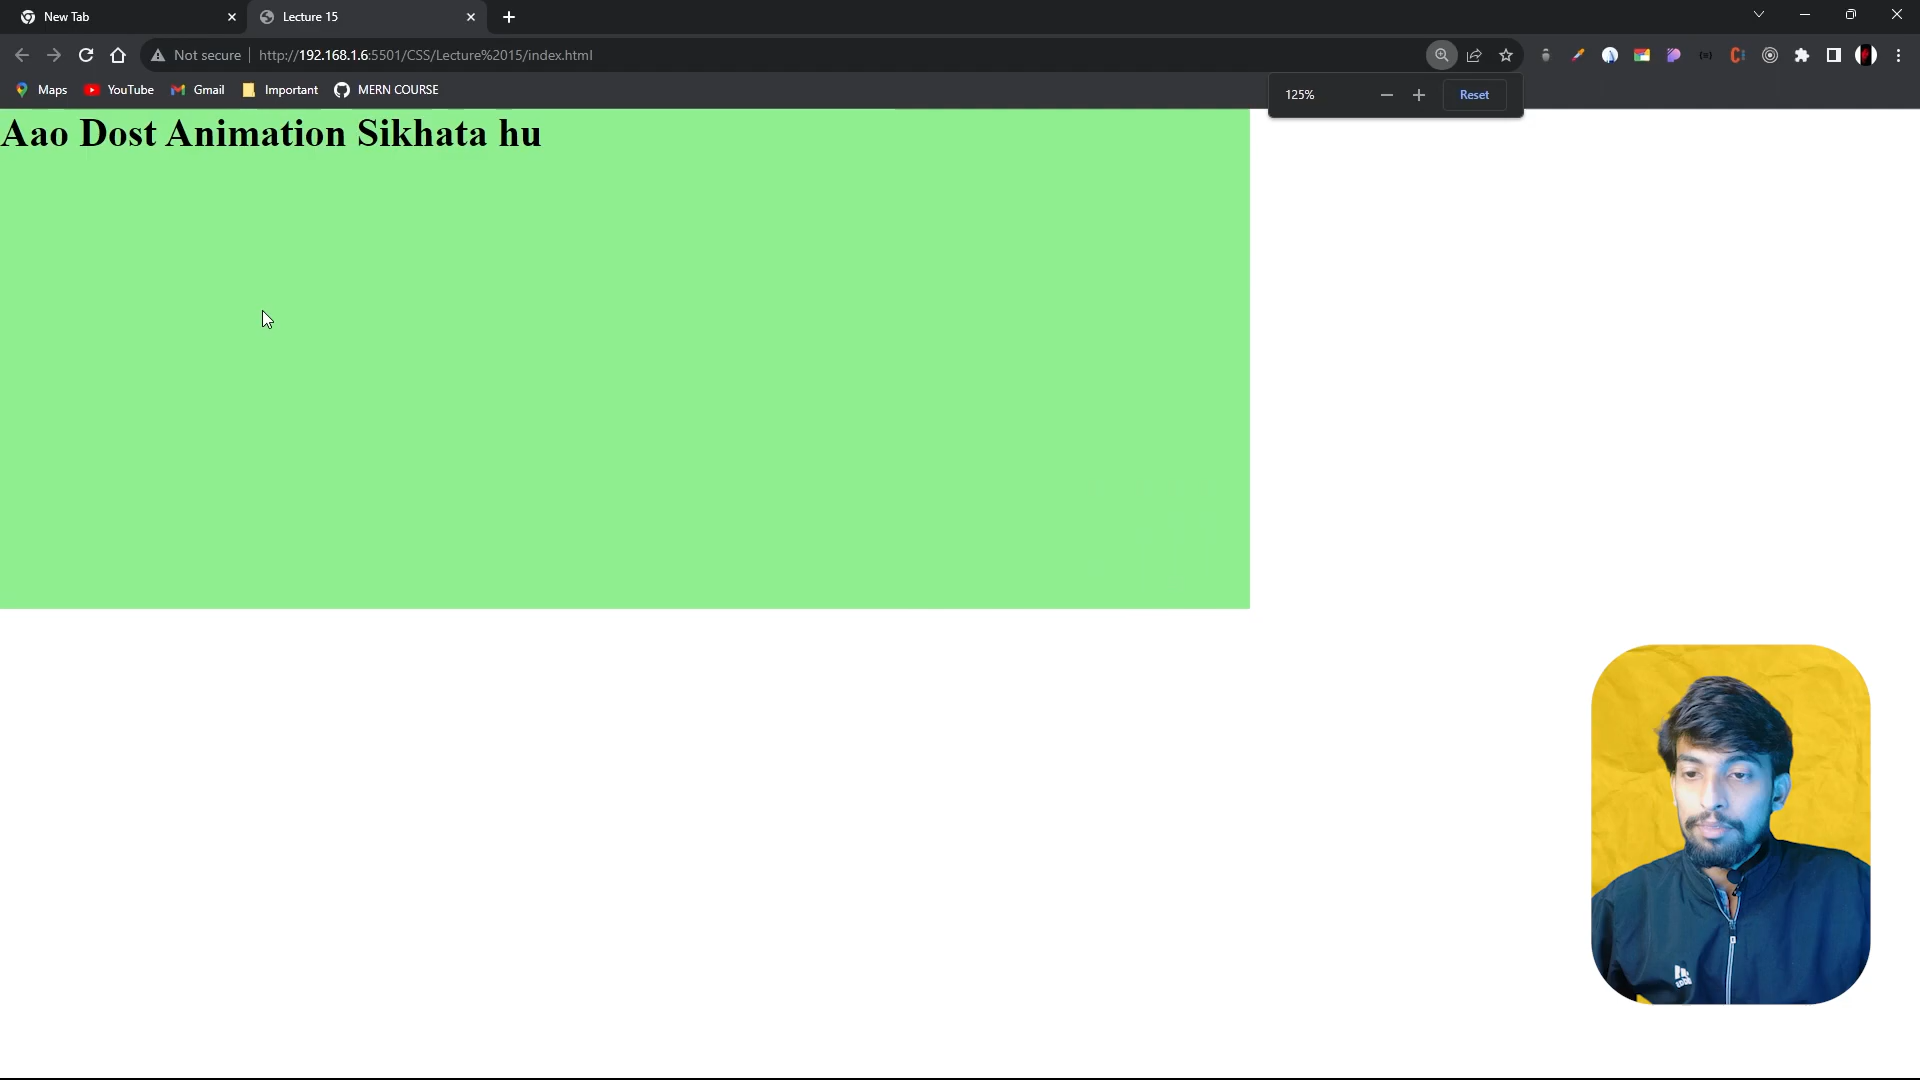 New Tab
Lecture 15
Not secure
http://192.168.1.6:5501/CSS/Lecture%2015/index.html
Maps
YouTube
Gmail
Important
MERN COURSE
125%
Reset
Aao Dost Animation Sikhata hu